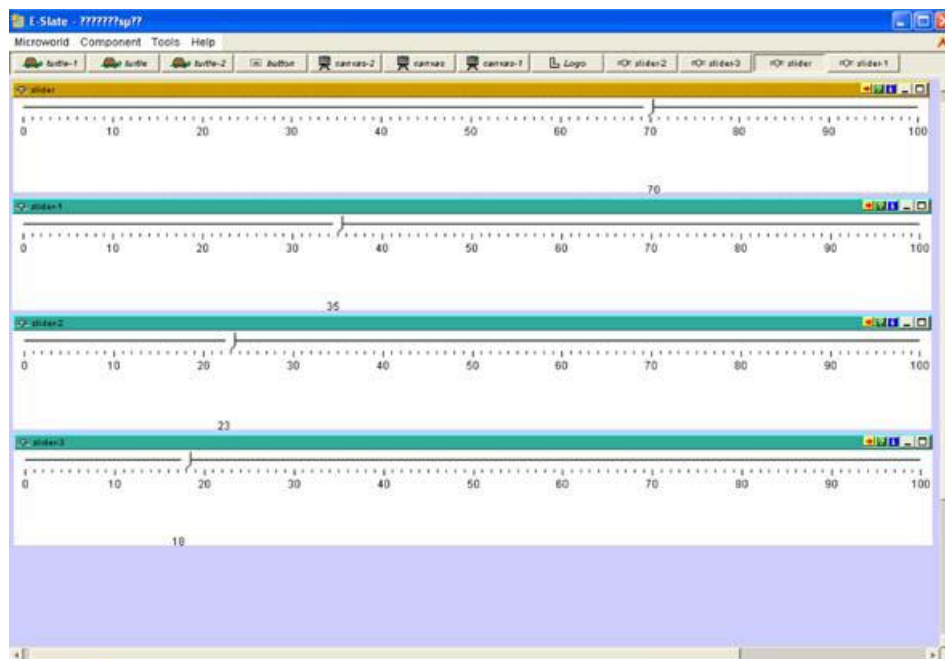 E-Slate - ???????sp??
Microworld Component Tools Help
turtle-1 turtle turtle-2 button canvas-2 canvas canvas-1 Logo slider-2 slider-3 slider slider-1
slider
0 10 20 30 40 50 60 70 80 90 100
70
slider-1
0 10 20 30 40 50 60 70 80 90 100
35
slider-2
0 10 20 30 40 50 60 70 80 90 100
23
slider-3
0 10 20 30 40 50 60 70 80 90 100
18